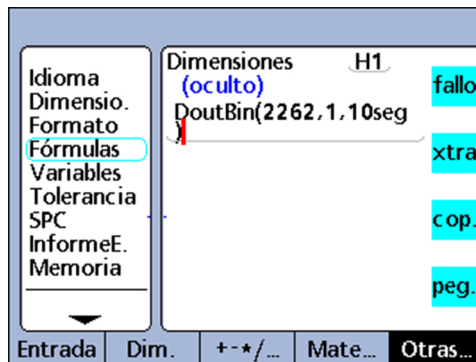 Idioma
Dimensio.
Formato
Fórmulas
Variables
Tolerancia
SPC
InformeE.
Memoria
Dimensiones H1
(oculto)
DoutBin(2262,1,10seg
)
fallo
xtra
cop.
peg.
Entrada Dim. +-*/... Mate... Otras...